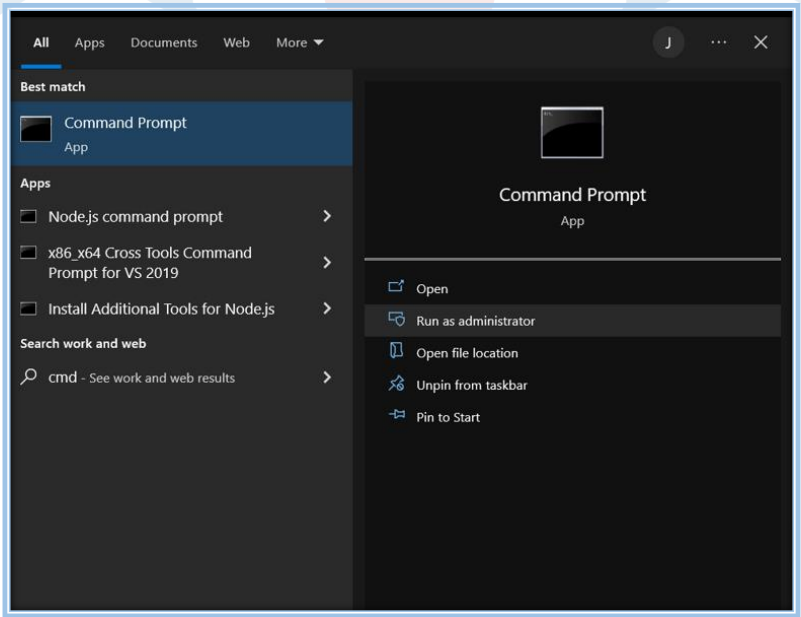 All Apps Documents Web More J ...
Best match
Command Prompt
App
Apps
Node.js command prompt
x86_x64 Cross Tools Command
Prompt for VS 2019
Install Additional Tools for Node.js
Search work and web
cmd - See work and web results
Command Prompt
App
Open
Run as administrator
Open file location
Unpin from taskbar
Pin to Start